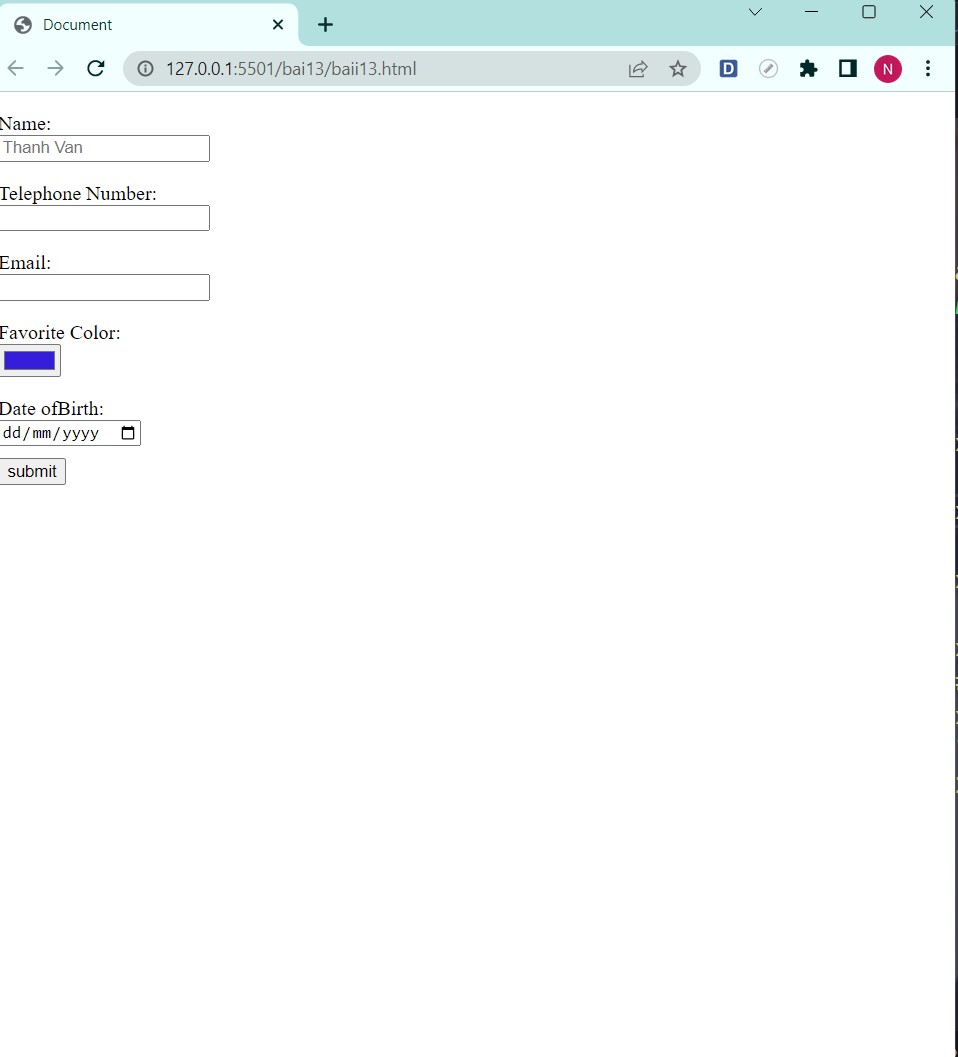 Document
127.0.0.1:5501/bai13/baii13.html
D
N
Name:
Thanh Van
Telephone Number:
Email:
Favorite Color:
Date ofBirth:
dd/mm/yyyy
submit